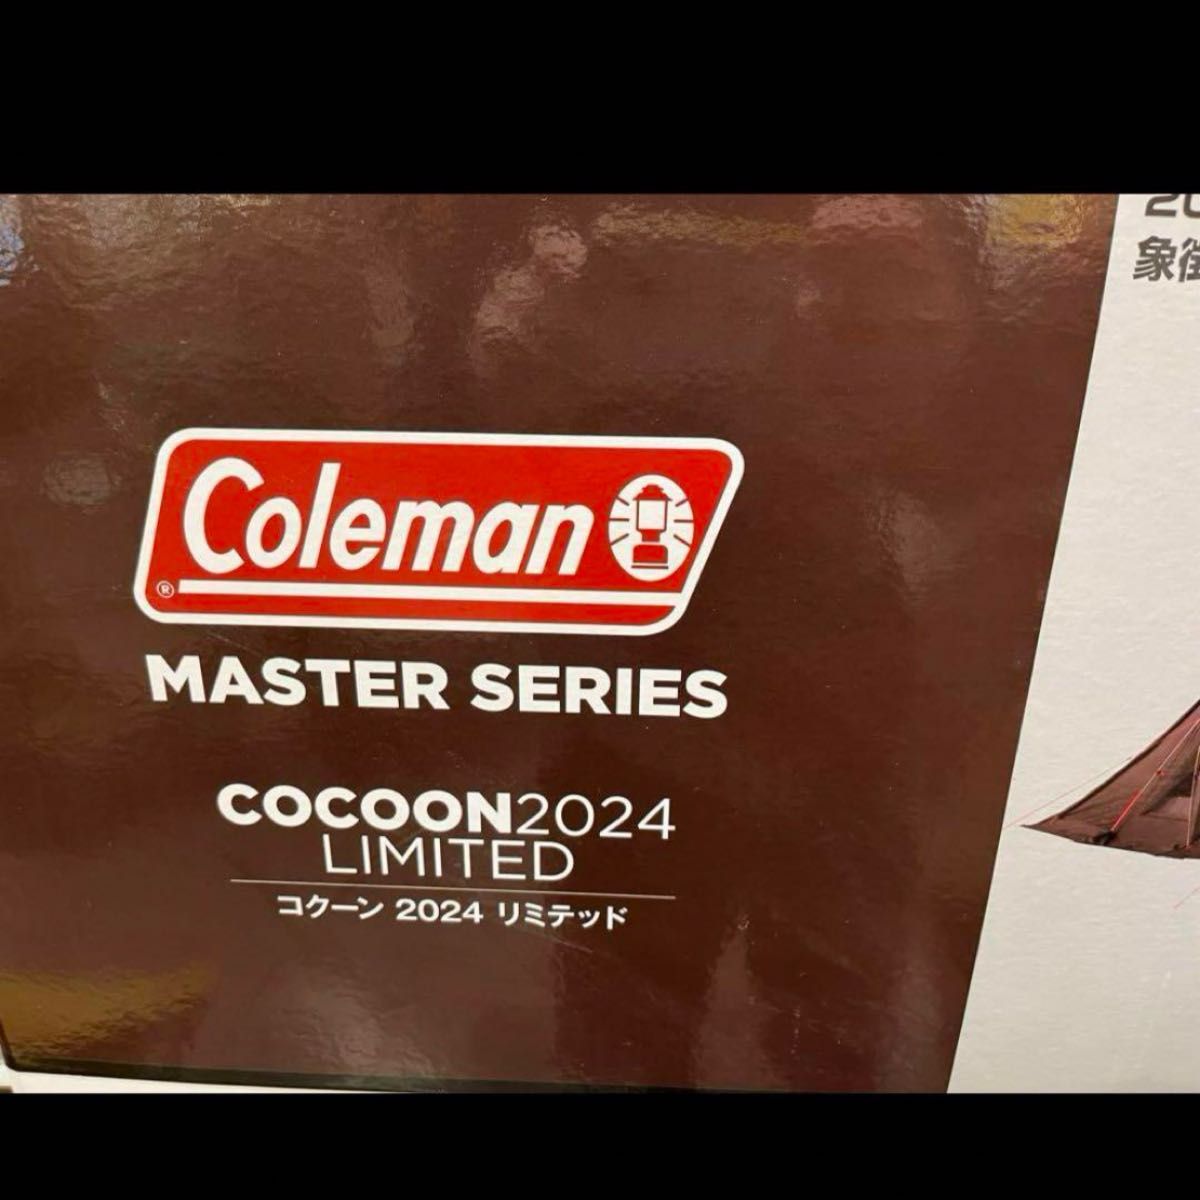 Coleman
®
MASTER SERIES
COCOON2024
LIMITED
コクーン 2024 リミテッド
象徴